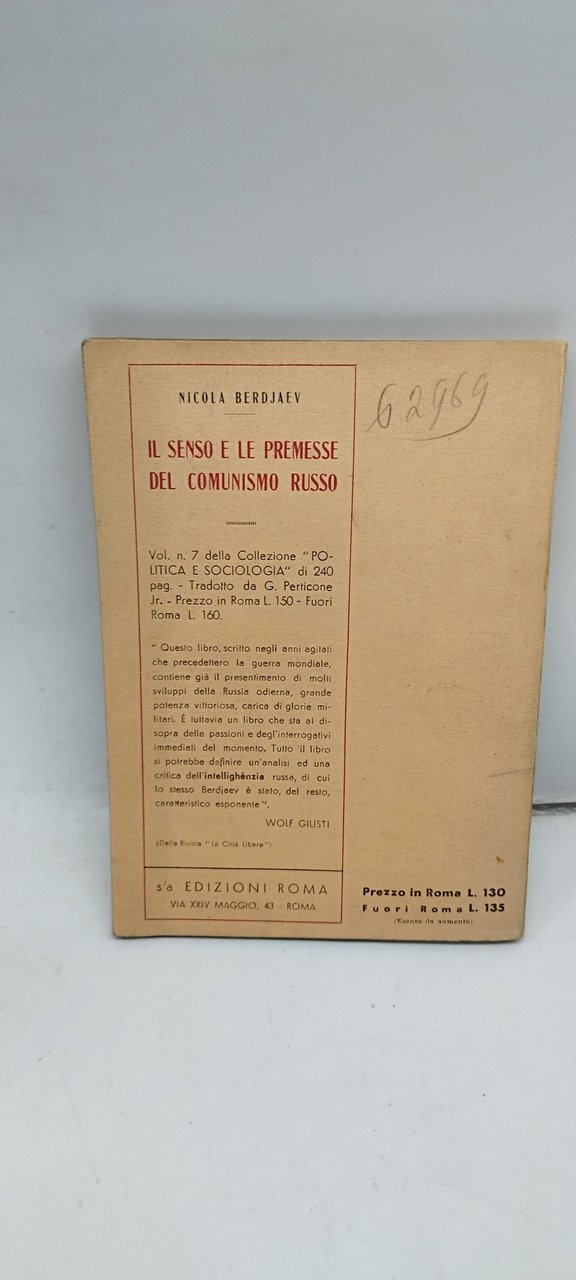 NICOLA BERDJAEV
IL SENSO E LE PREMESSE
DEL COMUNISMO RUSSO
Vol. n. 7 della Collezione "PO-
LITICA E SOCIOLOGIA" di 240
pag. - Tradotto da G. Perticone
Jr. - Prezzo in Roma L. 150 - Fuori
Roma L. 160.
" Questo libro, scritto negli anni agitati
che precedettero la guerra mondiale,
contiene già il presentimento di molti
sviluppi della Russia odierna, grande
potenza vittoriosa, carica di glorie mi-
litari. È tuttavia un libro che sta al di-
sopra delle passioni e degl'interrogativi
immediati del momento. Tutto il libro
si potrebbe definire un'analisi ed una
critica dell'intellighénzia russa, di cui
lo stesso Berdjaev è stato, del resto,
caratteristico esponente".
WOLF GIUSTI
(Dalla Rivista "La Città Libera")
s/a EDIZIONI ROMA
VIA XXIV MAGGIO, 43 - ROMA
62969
Prezzo in Roma L. 130
Fuori Roma L. 135
(Esente da aumento)